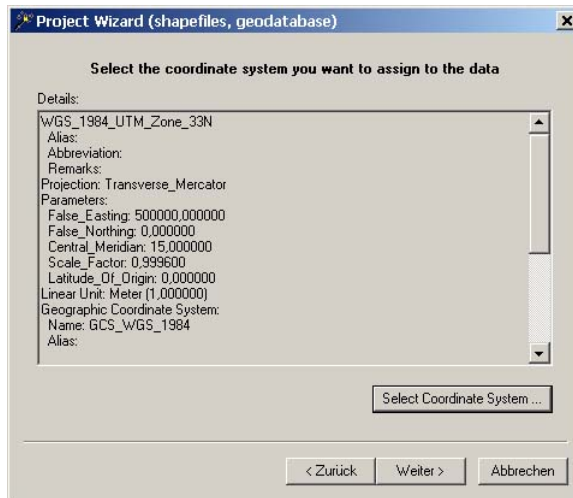 Project Wizard (shapefiles, geodatabase)
Select the coordinate system you want to assign to the data
Details:
WGS_1984_UTM_Zone_33N
Alias:
Abbreviation:
Remarks:
Projection: Transverse_Mercator
Parameters:
False_Easting: 500000,000000
False_Northing: 0,000000
Central_Meridian: 15,000000
Scale_Factor: 0,999600
Latitude_Of_Origin: 0,000000
Linear Unit: Meter (1,000000)
Geographic Coordinate System:
Name: GCS_WGS_1984
Alias:
Select Coordinate System ...
< Zurück Weiter > Abbrechen